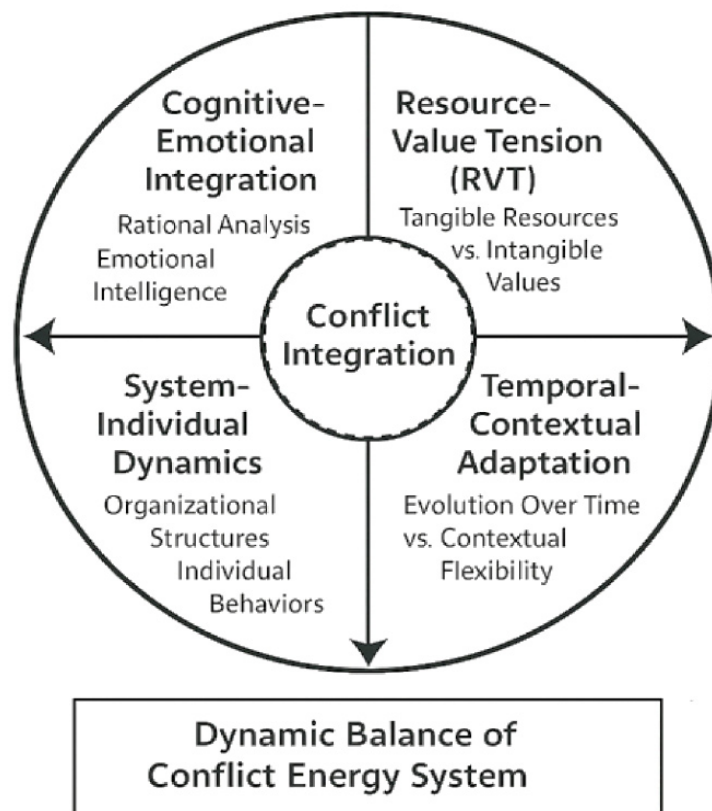 Cognitive-
Emotional
Integration
Rational Analysis
Emotional
Intelligence
Resource-
Value Tension
(RVT)
Tangible Resources
vs. Intangible
Values
Conflict
Integration
System-
Individual
Dynamics
Organizational
Structures
Individual
Behaviors
Temporal-
Contextual
Adaptation
Evolution Over Time
vs. Contextual
Flexibility
Dynamic Balance of
Conflict Energy System